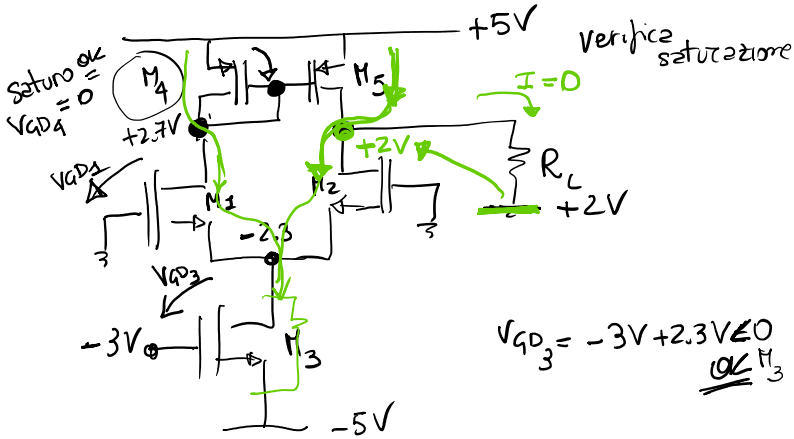 +5V
verifica
saturazione
saturo ok
M4
= 0
VGD4
+2.7V
M5
I=0
+2V
RL
+2V
VGD1
M1
M2
-2.3
VGD3
-3V
M3
-5V
VGD3 = -3V+2.3V<0
OK M3